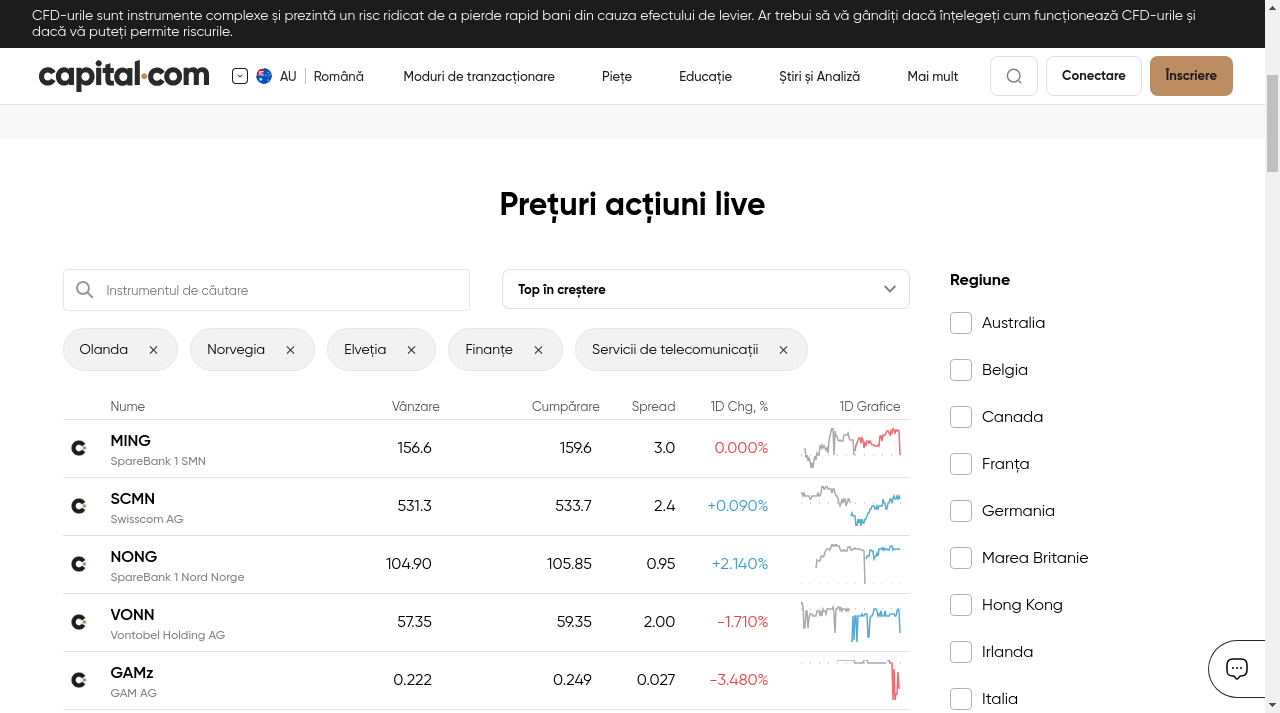 CFD-urile sunt instrumente complexe și prezintă un risc ridicat de a pierde rapid bani din cauza efectului de levier. Ar trebui să vă gândiți dacă înțelegeți cum funcționează CFD-urile și
dacă vă puteți permite riscurile.
capital.com AU Română Moduri de tranzacționare Piețe Educație Știri și Analiză Mai mult Conectare Înscriere
Prețuri acțiuni live
Instrumentul de căutare Top în creștere
Olanda Norvegia Elveția Finanțe Servicii de telecomunicații
Nume Vânzare Cumpărare Spread 1D Chg, % 1D Grafice
MING 156.6 159.6 3.0 0.000%
SpareBank 1 SMN
SCMN 531.3 533.7 2.4 +0.090%
Swisscom AG
NONG 104.90 105.85 0.95 +2.140%
SpareBank 1 Nord Norge
VONN 57.35 59.35 2.00 -1.710%
Vontobel Holding AG
GAMz 0.222 0.249 0.027 -3.480%
GAM AG
Regiune
Australia
Belgia
Canada
Franța
Germania
Marea Britanie
Hong Kong
Irlanda
Italia